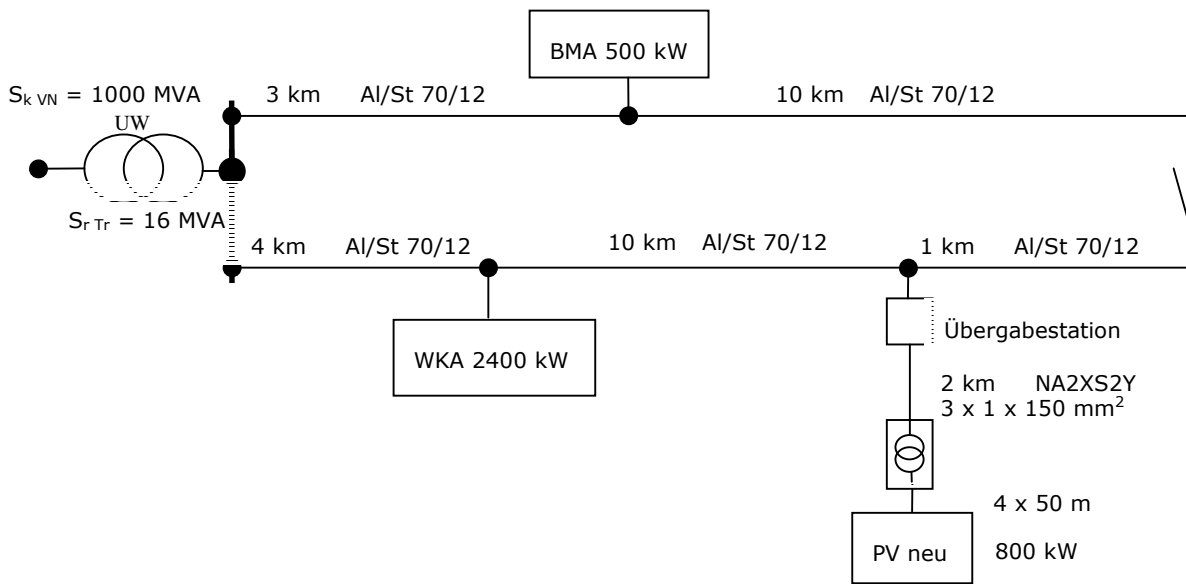 BMA 500 kW
S_k VN = 1000 MVA
3 km Al/St 70/12
10 km Al/St 70/12
UW
S_r Tr = 16 MVA
4 km Al/St 70/12
10 km Al/St 70/12
1 km Al/St 70/12
WKA 2400 kW
Übergabestation
2 km NA2XS2Y
3 x 1 x 150 mm²
4 x 50 m
PV neu
800 kW